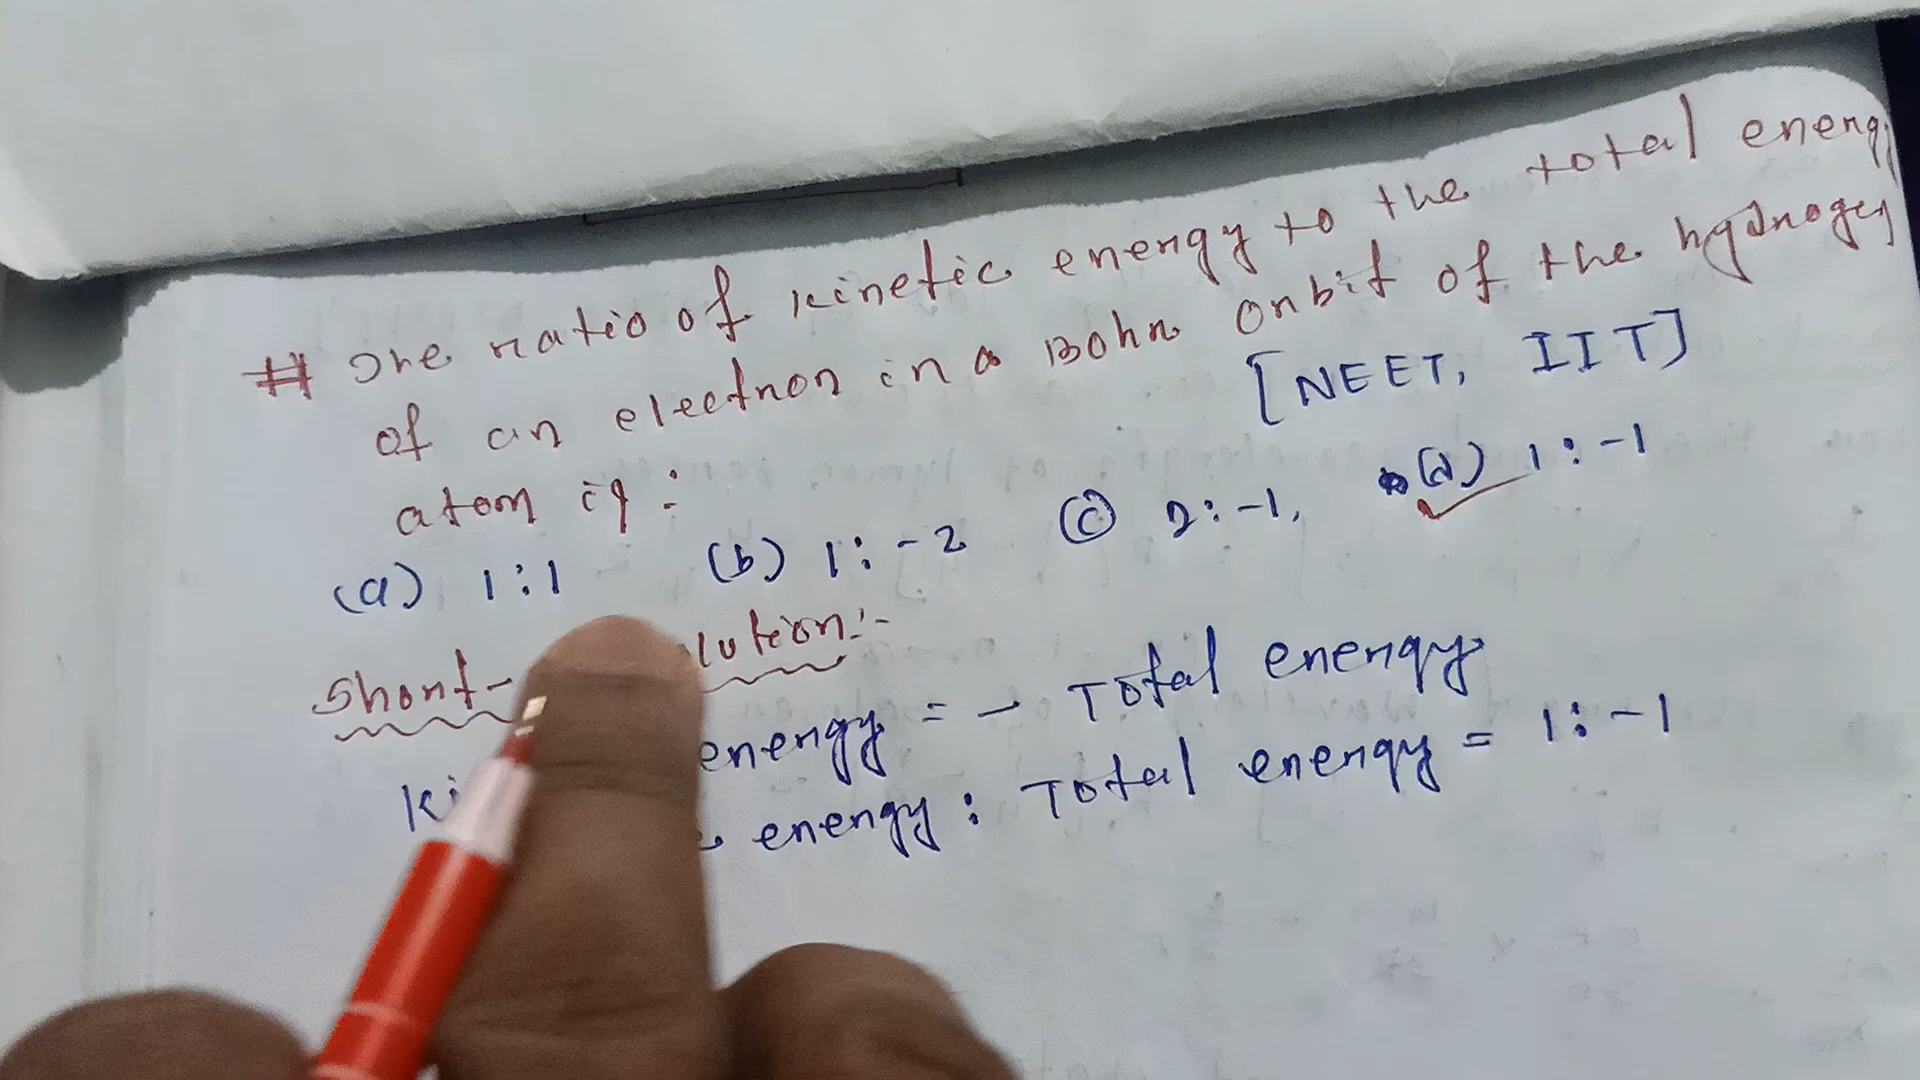 # The ratio of kinetic energy to the total energy
of an electron in a Bohr orbit of the hydrogen
atom is :
[NEET, IIT]
(a) 1:1 (b) 1:-2 (c) 2:-1, (d) 1:-1
Short- :-
energy = - Total energy
energy : Total energy = 1:-1